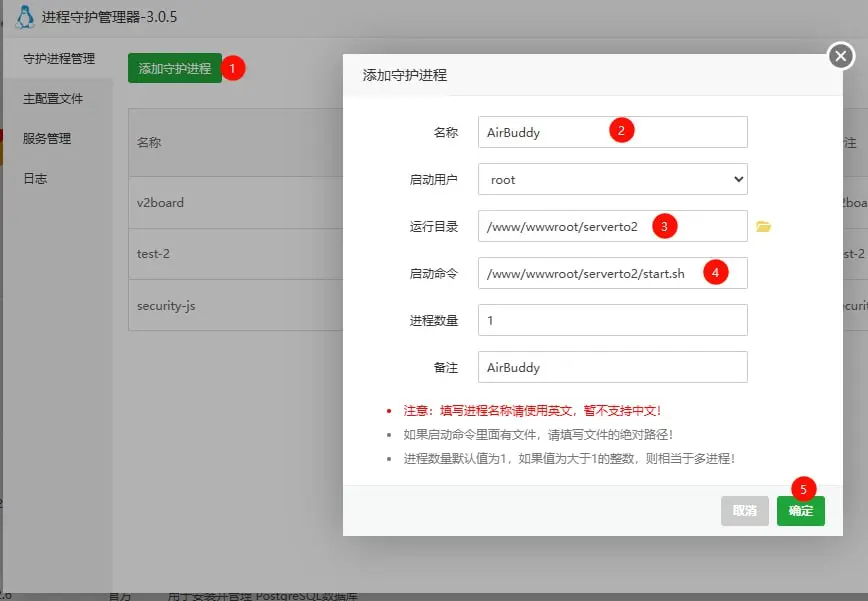 进程守护管理器-3.0.5
守护进程管理
主配置文件
服务管理
日志
添加守护进程 1
名称
注
v2board
2boa
test-2
st-2
security-js
ecurit
添加守护进程
名称 AirBuddy 2
启动用户 root
运行目录 /www/wwwroot/serverto2 3
启动命令 /www/wwwroot/serverto2/start.sh 4
进程数量 1
备注 AirBuddy
注意：填写进程名称请使用英文，暂不支持中文！
如果启动命令里面有文件，请填写文件的绝对路径！
进程数量默认值为1，如果值为大于1的整数，则相当于多进程！
5
取消 确定
官方 用于安装并管理 PostgreSQL数据库